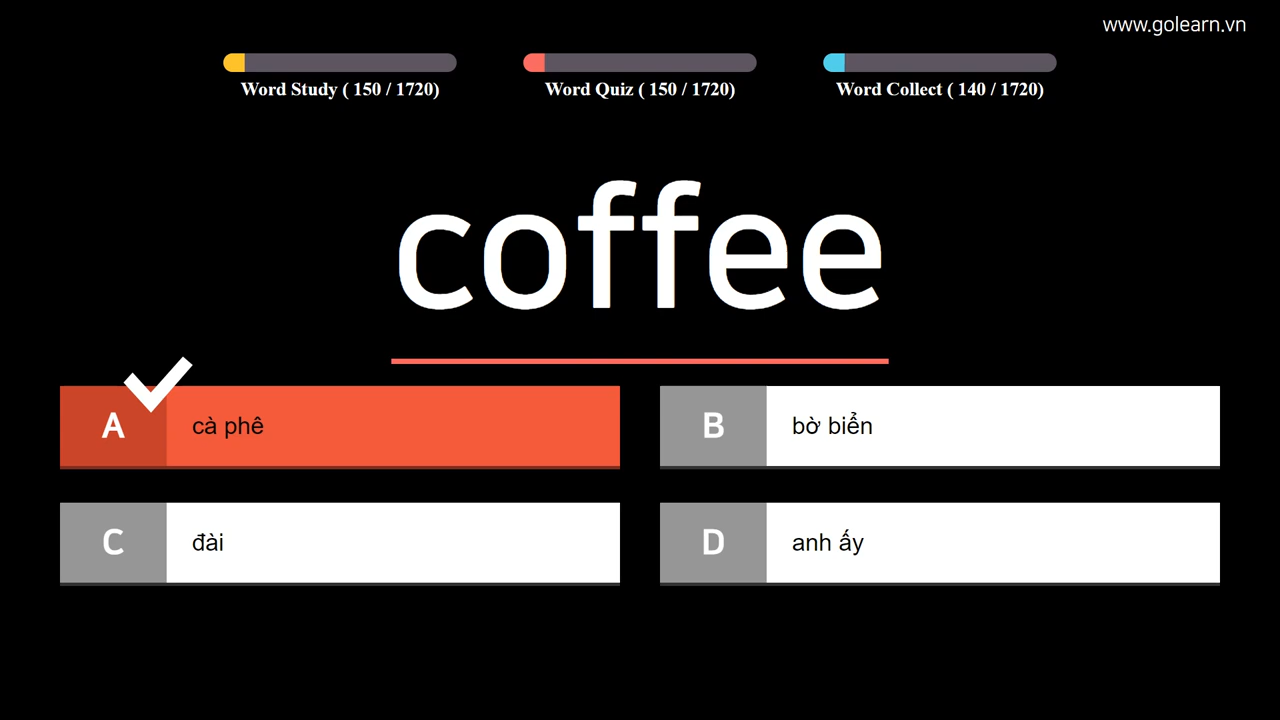 www.golearn.vn
Word Study ( 150 / 1720)
Word Quiz ( 150 / 1720)
Word Collect ( 140 / 1720)
coffee
A cà phê
B bờ biển
C đài
D anh ấy